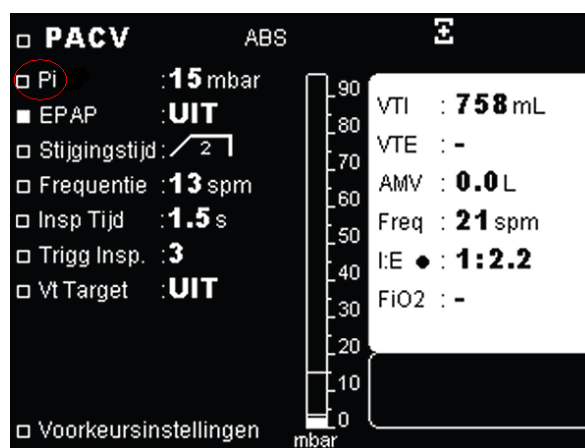 PACV ABS
Pi : 15 mbar
EPAP : UIT
Stijgingstijd : 2
Frequentie : 13 spm
Insp Tijd : 1.5 s
Trigg Insp. : 3
Vt Target : UIT
Voorkeursinstellingen
90
80
70
60
50
40
30
20
10
0
mbar
VTI : 758 mL
VTE : -
AMV : 0.0 L
Freq : 21 spm
I:E ● : 1:2.2
FiO2 : -